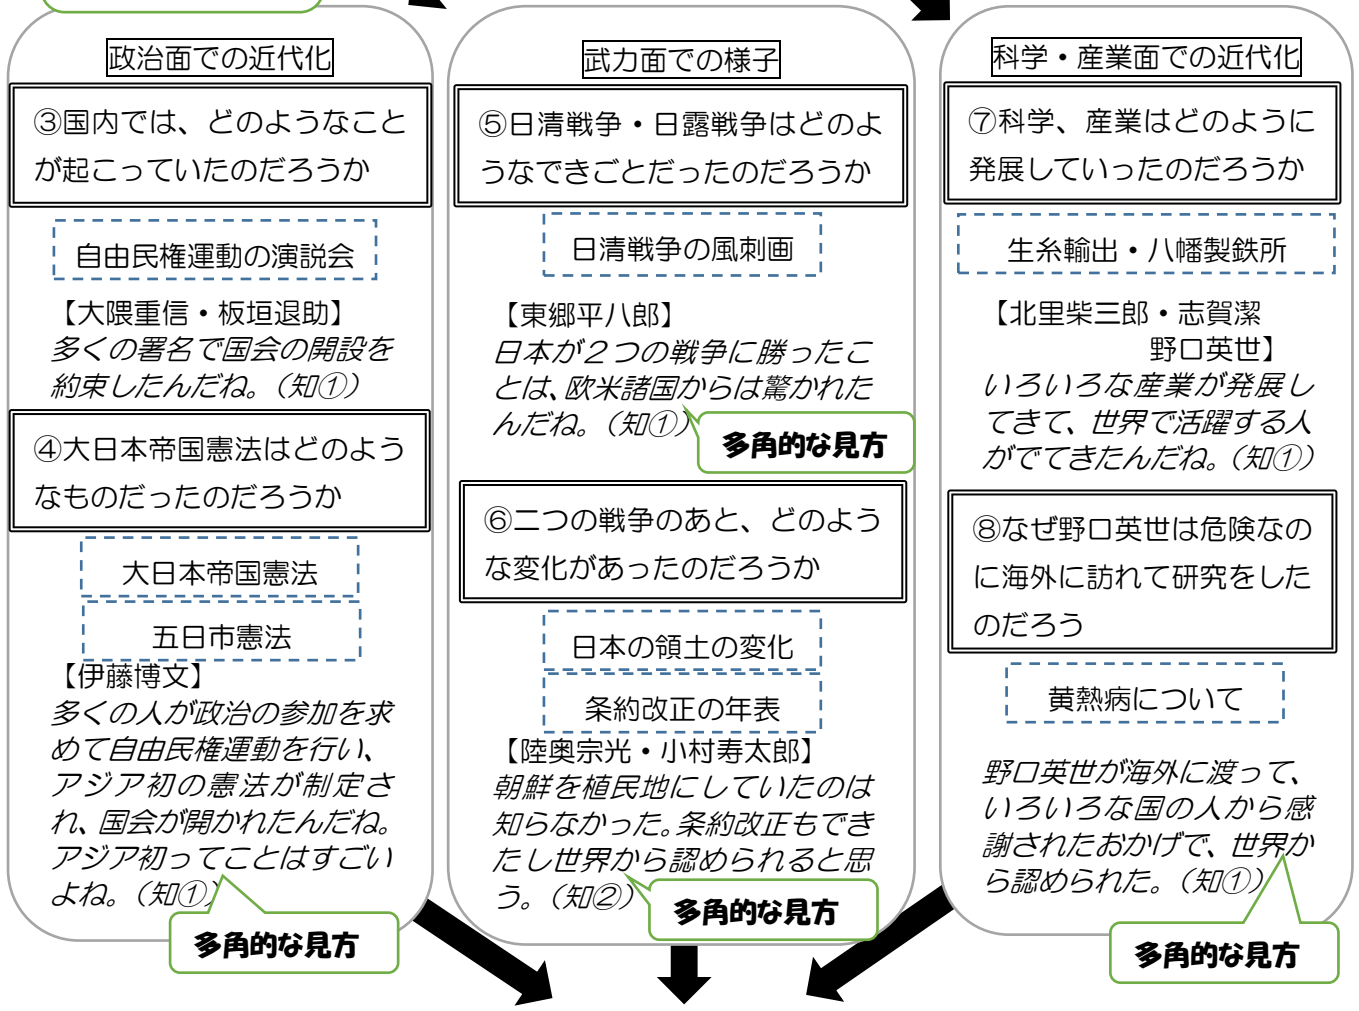 政治面での近代化
③国内では、どのようなこと
が起こっていたのだろうか
自由民権運動の演説会
【大隈重信・板垣退助】
多くの署名で国会の開設を
約束したんだね。（知①）
④大日本帝国憲法はどのよう
なものだったのだろうか
大日本帝国憲法
五日市憲法
【伊藤博文】
多くの人が政治の参加を求
めて自由民権運動を行い、
アジア初の憲法が制定さ
れ、国会が開かれたんだね。
アジア初ってことはすごい
よね。（知①）
多角的な見方
武力面での様子
⑤日清戦争・日露戦争はどのよ
うなできごとだったのだろうか
日清戦争の風刺画
【東郷平八郎】
日本が２つの戦争に勝ったこ
とは、欧米諸国からは驚かれた
んだね。（知①）
多角的な見方
⑥二つの戦争のあと、どのよう
な変化があったのだろうか
日本の領土の変化
条約改正の年表
【陸奥宗光・小村寿太郎】
朝鮮を植民地にしていたのは
知らなかった。条約改正もでき
たし世界から認められると思
う。（知②）
多角的な見方
科学・産業面での近代化
⑦科学、産業はどのように
発展していったのだろうか
生糸輸出・八幡製鉄所
【北里柴三郎・志賀潔
野口英世】
いろいろな産業が発展し
てきて、世界で活躍する人
がでてきたんだね。（知①）
⑧なぜ野口英世は危険なの
に海外に訪れて研究をした
のだろう
黄熱病について
野口英世が海外に渡って、
いろいろな国の人から感
謝されたおかげで、世界か
ら認められた。（知①）
多角的な見方